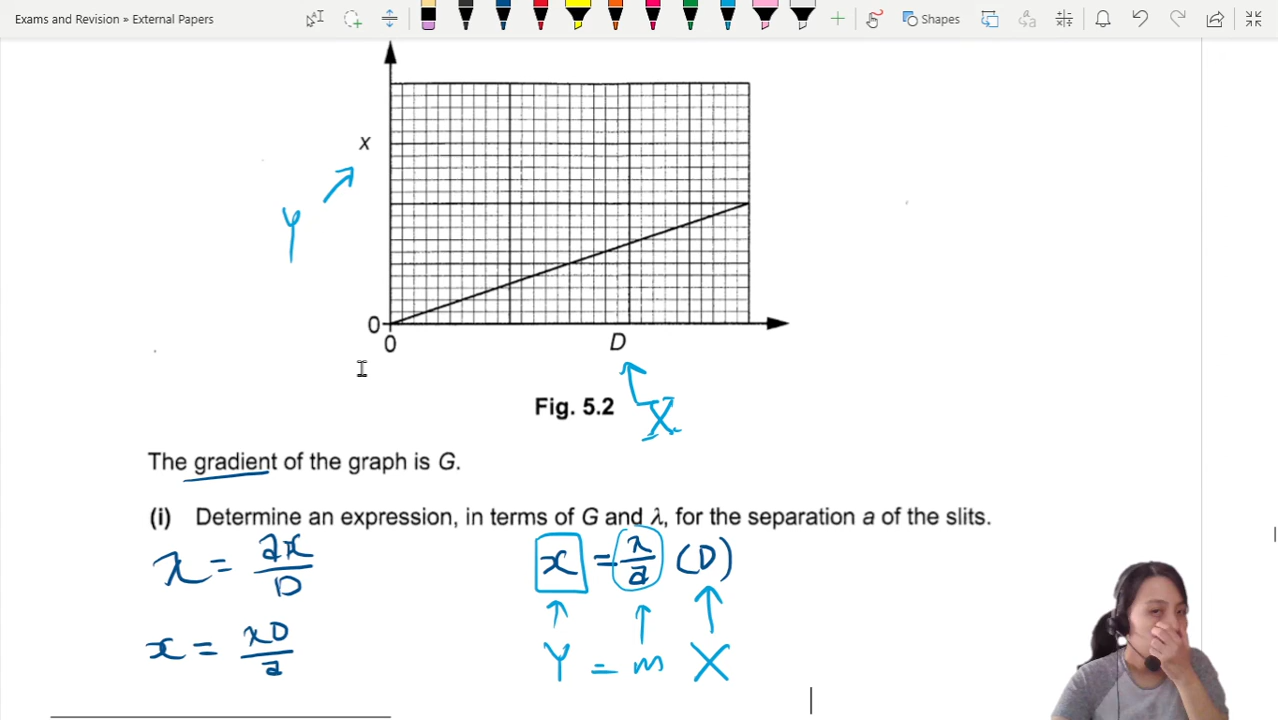 Exams and Revision » External Papers
Shapes
x
Y
0
0
D
X
Fig. 5.2
The gradient of the graph is G.
(i) Determine an expression, in terms of G and λ, for the separation a of the slits.
λ = ax/D
x = λ/a (D)
x = λD/a
Y = m X